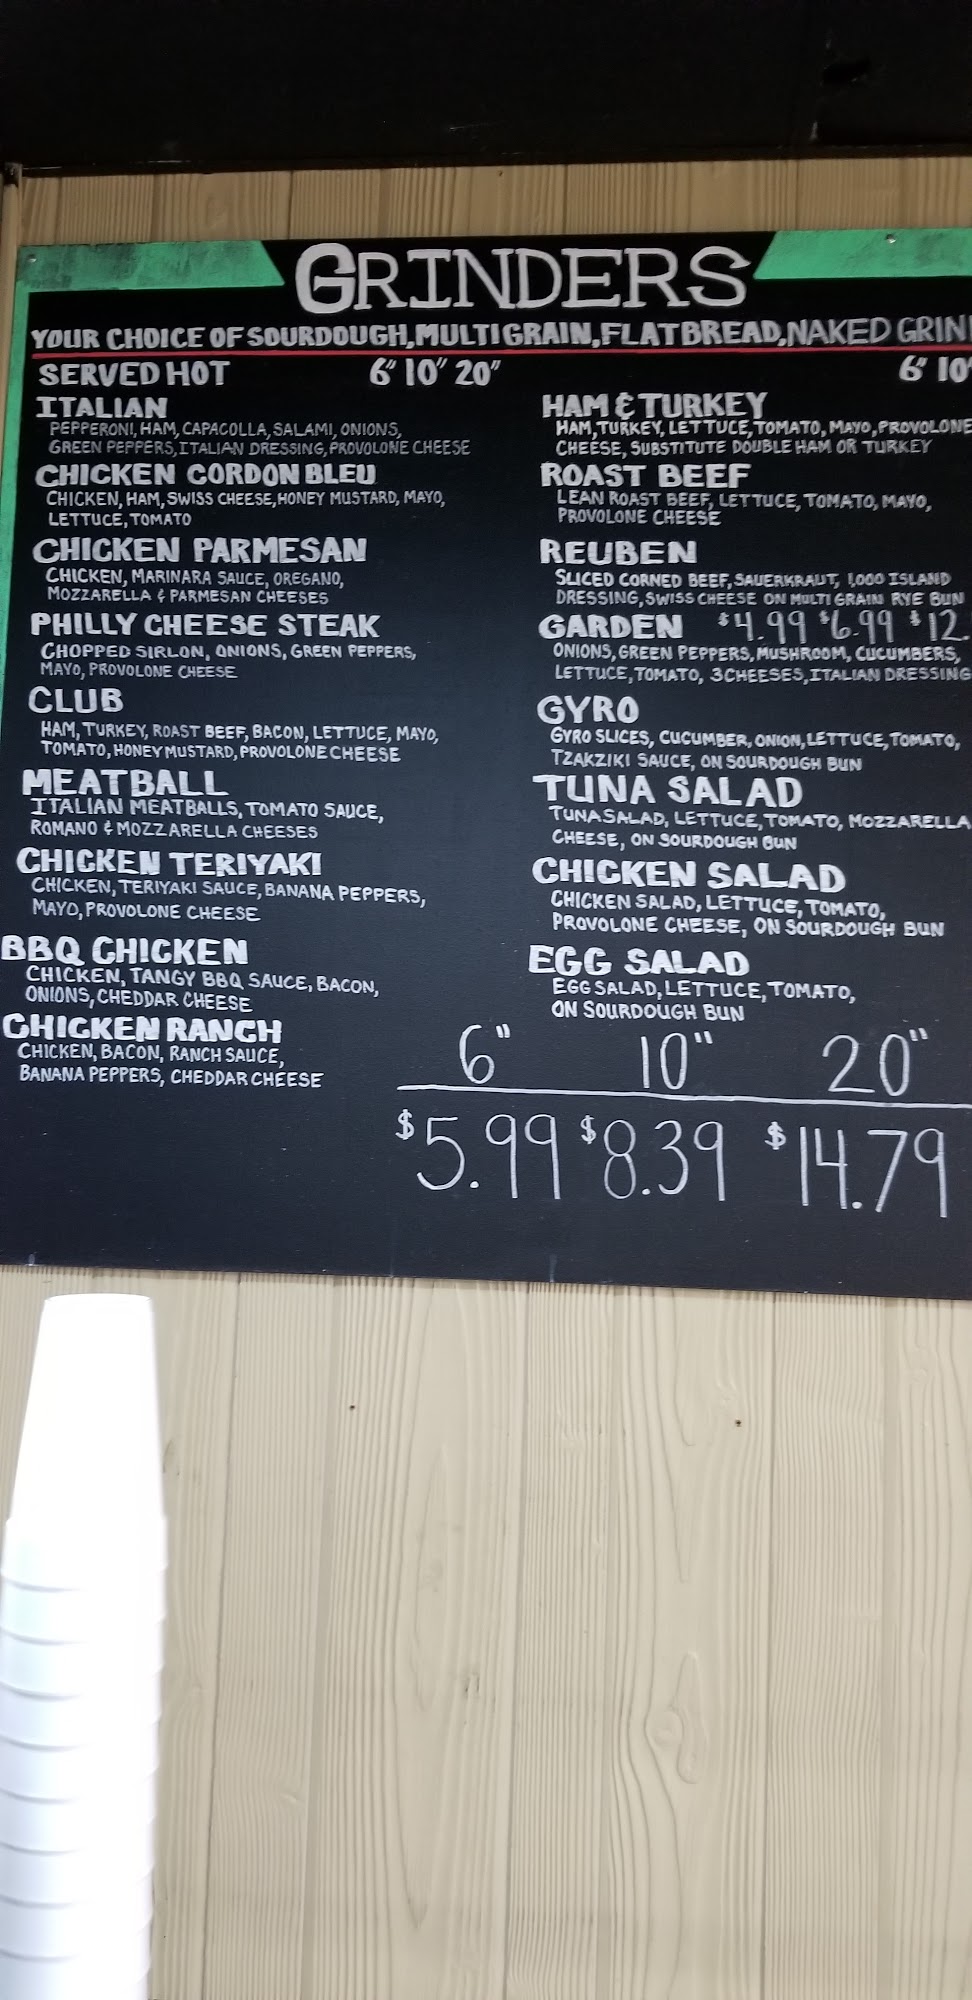 GRINDERS
YOUR CHOICE OF SOURDOUGH, MULTIGRAIN, FLATBREAD, NAKED GRIN
SERVED HOT 6" 10" 20"
ITALIAN
PEPPERONI, HAM, CAPACOLLA, SALAMI, ONIONS,
GREEN PEPPERS, ITALIAN DRESSING, PROVOLONE CHEESE
CHICKEN CORDON BLEU
CHICKEN, HAM, SWISS CHEESE, HONEY MUSTARD, MAYO,
LETTUCE, TOMATO
CHICKEN PARMESAN
CHICKEN, MARINARA SAUCE, OREGANO,
MOZZARELLA & PARMESAN CHEESES
PHILLY CHEESE STEAK
CHOPPED SIRLON, ONIONS, GREEN PEPPERS,
MAYO, PROVOLONE CHEESE
CLUB
HAM, TURKEY, ROAST BEEF, BACON, LETTUCE, MAYO,
TOMATO, HONEY MUSTARD, PROVOLONE CHEESE
MEATBALL
ITALIAN MEATBALLS, TOMATO SAUCE,
ROMANO & MOZZARELLA CHEESES
CHICKEN TERIYAKI
CHICKEN, TERIYAKI SAUCE, BANANA PEPPERS,
MAYO, PROVOLONE CHEESE
BBQ CHICKEN
CHICKEN, TANGY BBQ SAUCE, BACON,
ONIONS, CHEDDAR CHEESE
CHICKEN RANCH
CHICKEN, BACON, RANCH SAUCE,
BANANA PEPPERS, CHEDDAR CHEESE
6" 10"
HAM & TURKEY
HAM, TURKEY, LETTUCE, TOMATO, MAYO, PROVOLONE
CHEESE, SUBSTITUTE DOUBLE HAM OR TURKEY
ROAST BEEF
LEAN ROAST BEEF, LETTUCE, TOMATO, MAYO,
PROVOLONE CHEESE
REUBEN
SLICED CORNED BEEF, SAUERKRAUT, 1,000 ISLAND
DRESSING, SWISS CHEESE ON MULTI GRAIN RYE BUN
GARDEN $4.99 $6.99 $12.
ONIONS, GREEN PEPPERS, MUSHROOM, CUCUMBERS,
LETTUCE, TOMATO, 3 CHEESES, ITALIAN DRESSING
GYRO
GYRO SLICES, CUCUMBER, ONION, LETTUCE, TOMATO,
TZAKZIKI SAUCE, ON SOURDOUGH BUN
TUNA SALAD
TUNA SALAD, LETTUCE, TOMATO, MOZZARELLA
CHEESE, ON SOURDOUGH BUN
CHICKEN SALAD
CHICKEN SALAD, LETTUCE, TOMATO,
PROVOLONE CHEESE, ON SOURDOUGH BUN
EGG SALAD
EGG SALAD, LETTUCE, TOMATO,
ON SOURDOUGH BUN
6" 10" 20"
$5.99 $8.39 $14.79